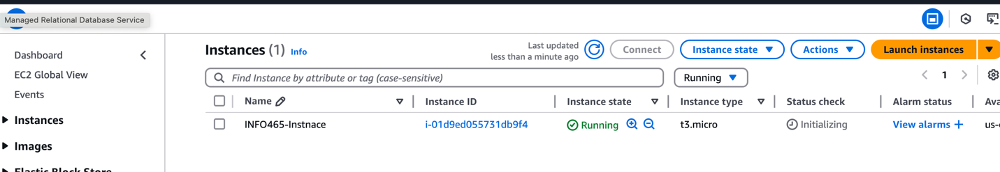 Managed Relational Database Service
Dashboard
EC2 Global View
Events
Instances
Images
Elastic Block Store
Instances (1) Info
Last updated
less than a minute ago
Connect
Instance state
Actions
Launch instances
Find Instance by attribute or tag (case-sensitive)
Running
1
Name Instance ID Instance state Instance type Status check Alarm status Ava
INFO465-Instnace i-01d9ed055731db9f4 Running t3.micro Initializing View alarms + us-